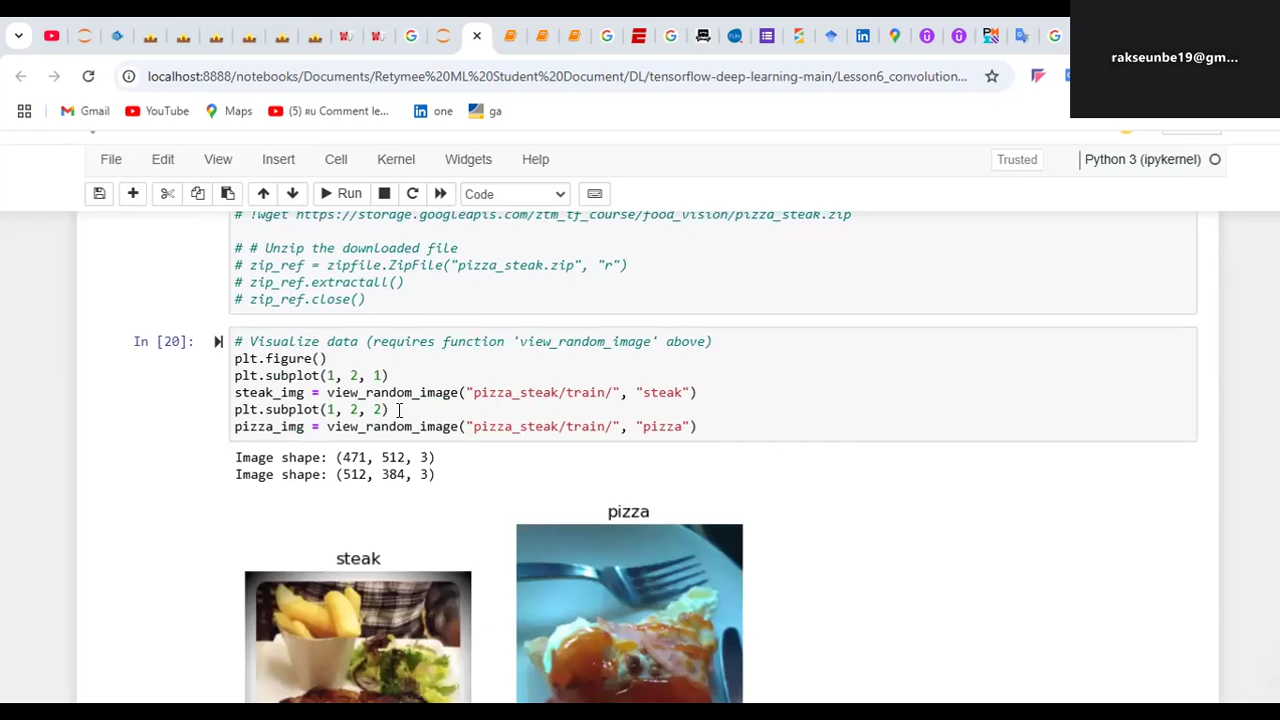 rakseunbe19@gm...
localhost:8888/notebooks/Documents/Retymee%20ML%20Student%20Document/DL/tensorflow-deep-learning-main/Lesson6_convolution...
Gmail YouTube Maps (5) ฅน Comment le... one ga
File Edit View Insert Cell Kernel Widgets Help Trusted Python 3 (ipykernel)
Run Code
# !wget https://storage.googleapis.com/ztm_tf_course/food_vision/pizza_steak.zip
# # Unzip the downloaded file
# zip_ref = zipfile.ZipFile("pizza_steak.zip", "r")
# zip_ref.extractall()
# zip_ref.close()
In [20]:
# Visualize data (requires function 'view_random_image' above)
plt.figure()
plt.subplot(1, 2, 1)
steak_img = view_random_image("pizza_steak/train/", "steak")
plt.subplot(1, 2, 2)
pizza_img = view_random_image("pizza_steak/train/", "pizza")
Image shape: (471, 512, 3)
Image shape: (512, 384, 3)
pizza
steak